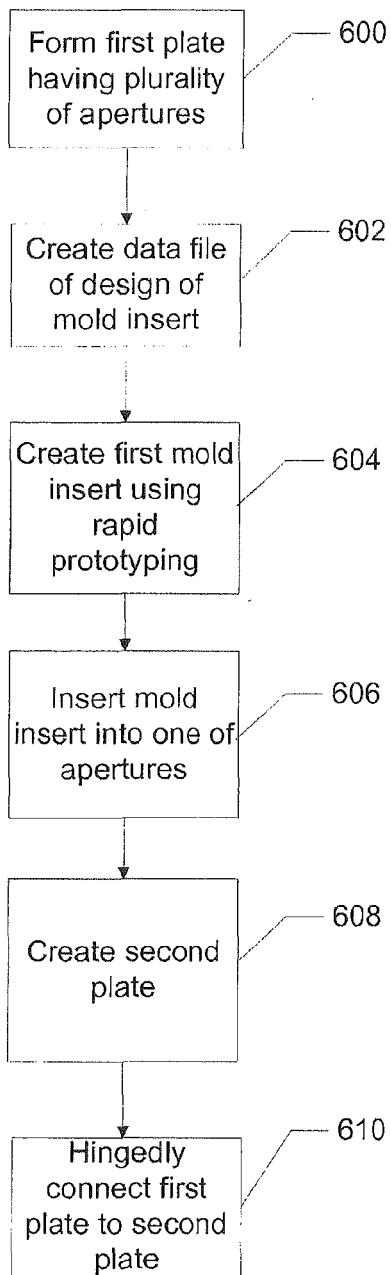 Form first plate
having plurality
of apertures
600
Create data file
of design of
mold insert
602
Create first mold
insert using
rapid
prototyping
604
Insert mold
insert into one of
apertures
606
Create second
plate
608
Hingedly
connect first
plate to second
plate
610